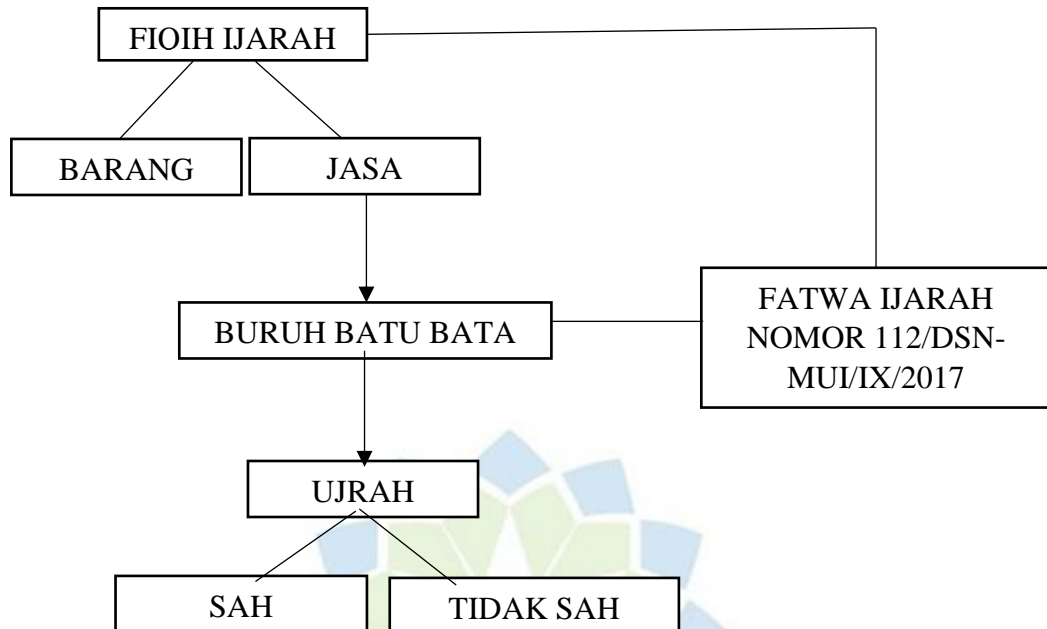 FIOIH IJARAH
BARANG
JASA
BURUH BATU BATA
FATWA IJARAH
NOMOR 112/DSN-
MUI/IX/2017
UJRAH
SAH
TIDAK SAH